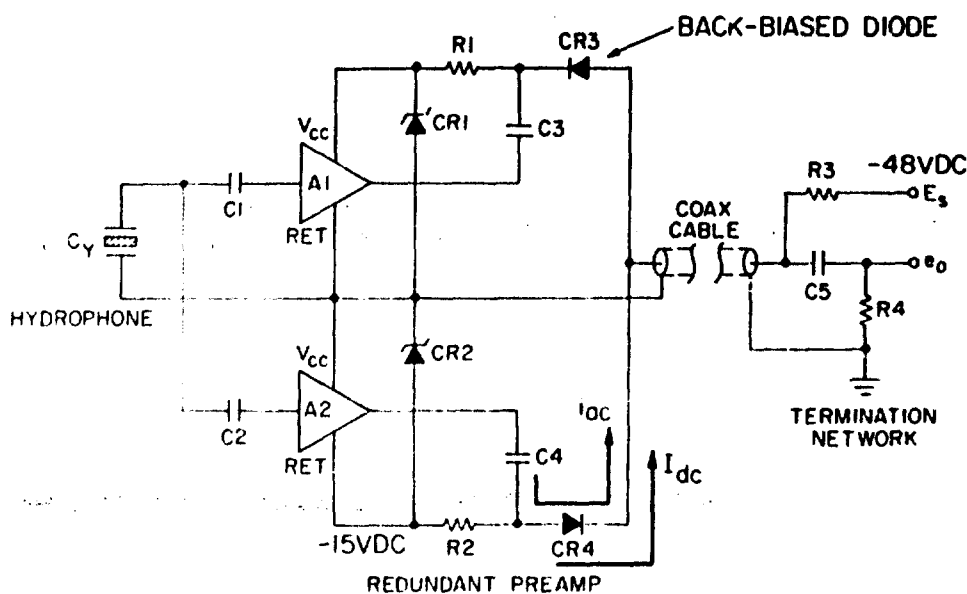 BACK-BIASED DIODE
R1
CR3
VCC
CR1
C3
A1
C1
RET
R3
-48VDC
Es
COAX
CABLE
CY
C5
eo
R4
HYDROPHONE
VCC
CR2
A2
C2
RET
iac
C4
Idc
TERMINATION
NETWORK
-15VDC
R2
CR4
REDUNDANT PREAMP